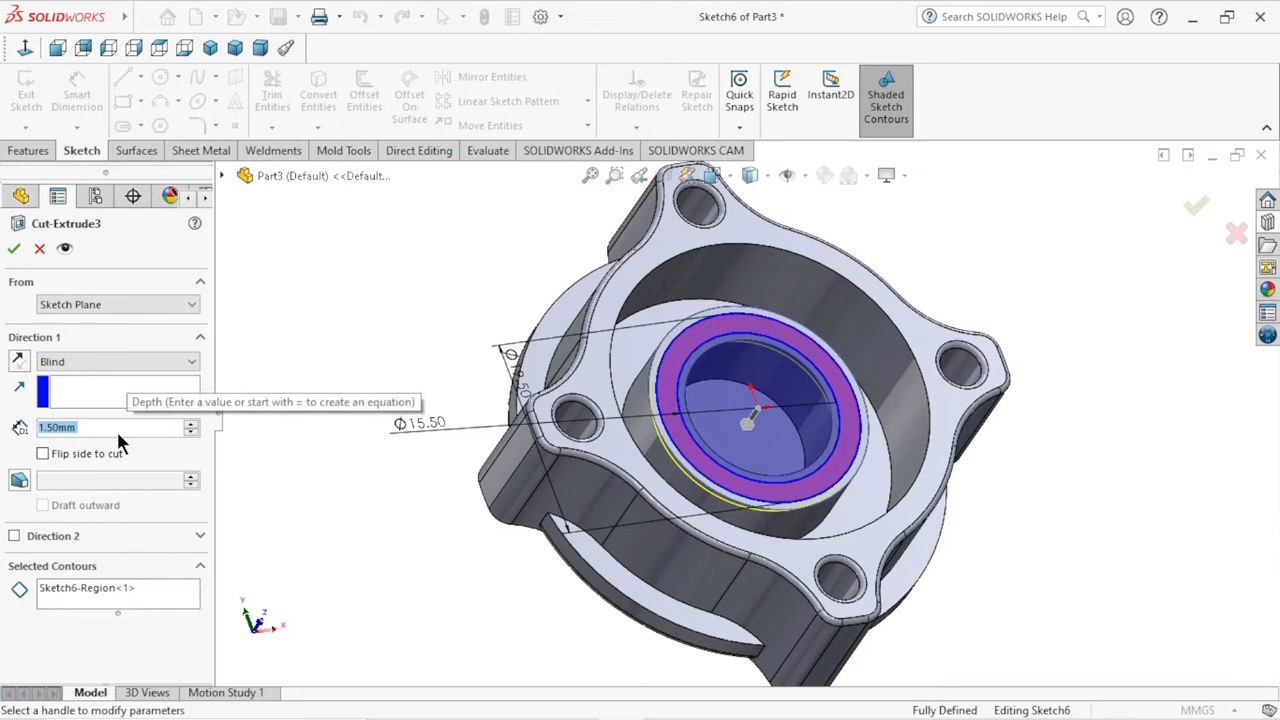 SOLIDWORKS
Sketch6 of Part3 *
Search SOLIDWORKS Help
Exit Sketch
Smart Dimension
Trim Entities
Convert Entities
Offset Entities
Offset On Surface
Mirror Entities
Linear Sketch Pattern
Move Entities
Display/Delete Relations
Repair Sketch
Quick Snaps
Rapid Sketch
Instant2D
Shaded Sketch Contours
Features
Sketch
Surfaces
Sheet Metal
Weldments
Mold Tools
Direct Editing
Evaluate
SOLIDWORKS Add-Ins
SOLIDWORKS CAM
Part3 (Default) <<Default...
Cut-Extrude3
From
Sketch Plane
Direction 1
Blind
Depth (Enter a value or start with = to create an equation)
1.50mm
Flip side to cut
Draft outward
Direction 2
Selected Contours
Sketch6-Region<1>
Ø15.50
Y
Z
X
Model
3D Views
Motion Study 1
Select a handle to modify parameters
Fully Defined
Editing Sketch6
MMGS